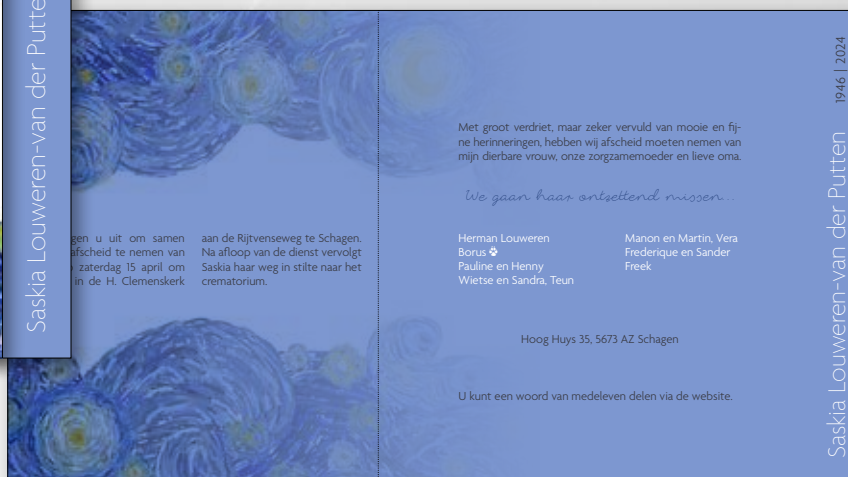 Saskia Louweren-van der Putten
gen u uit om samen
afscheid te nemen van
zaterdag 15 april om
in de H. Clemenskerk
aan de Rijtvenseweg te Schagen.
Na afloop van de dienst vervolgt
Saskia haar weg in stilte naar het
crematorium.
Met groot verdriet, maar zeker vervuld van mooie en fij-
ne herinneringen, hebben wij afscheid moeten nemen van
mijn dierbare vrouw, onze zorgzamemoeder en lieve oma.
We gaan haar ontzettend missen...
Herman Louweren
Borus
Pauline en Henny
Wietse en Sandra, Teun
Manon en Martin, Vera
Frederique en Sander
Freek
Hoog Huys 35, 5673 AZ Schagen
U kunt een woord van medeleven delen via de website.
Saskia Louweren-van der Putten
1946 | 2024